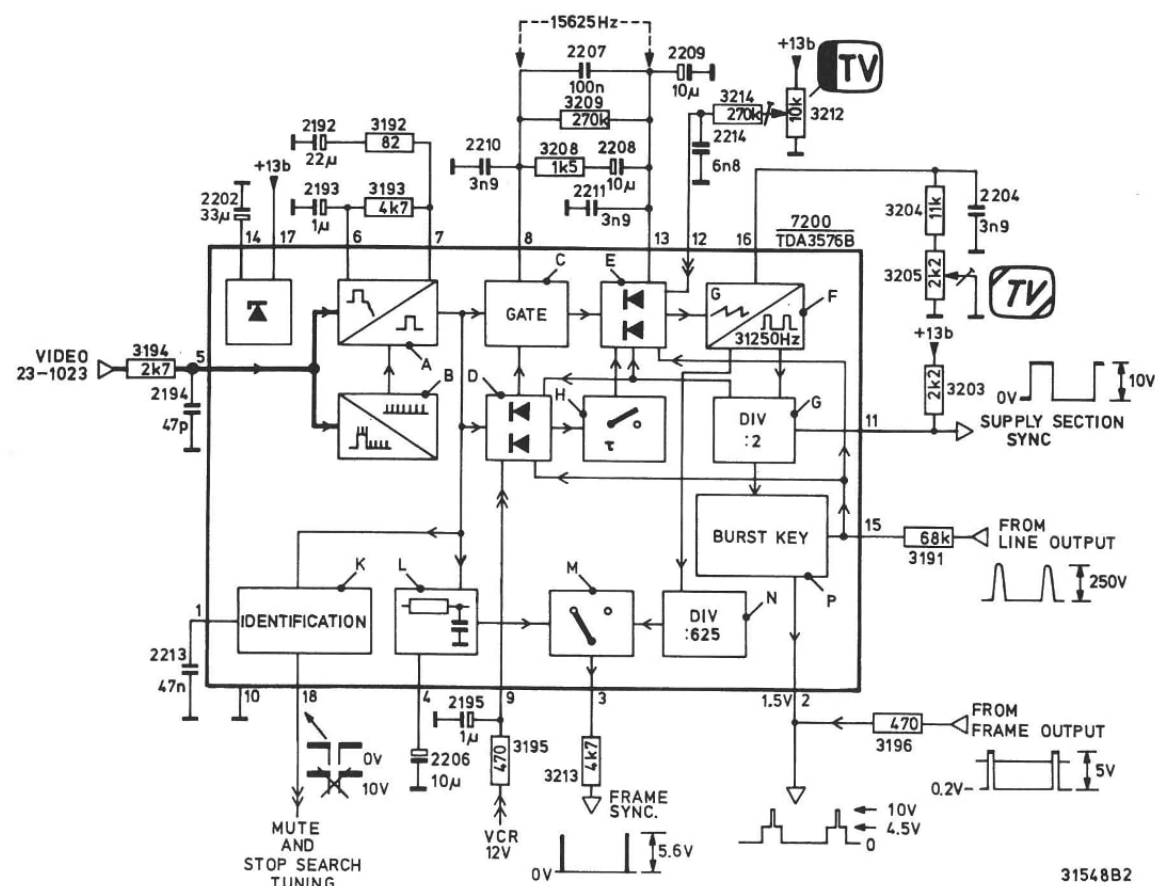 15625Hz
2207
100n
3209
270k
2209
10µ
+13b
TV
3214
270k
10k
3212
2214
6n8
2192
22µ
3192
82
2210
3n9
3208
1k5
2208
10µ
+13b
2193
1µ
3193
4k7
2211
3n9
2202
33µ
3204
11k
2204
3n9
7200
TDA3576B
14
17
6
7
8
13
12
16
3205
2k2
TV
C
E
G
F
GATE
31250Hz
+13b
VIDEO
23-1023
3194
2k7
5
A
2194
47p
B
D
H
τ
DIV
:2
G
2k2
3203
0V
10V
11
SUPPLY SECTION
SYNC
BURST KEY
15
68k
3191
FROM
LINE OUTPUT
250V
K
L
M
N
P
1
IDENTIFICATION
DIV
:625
2213
47n
10
18
4
9
3
1.5V
2
2195
1µ
0V
10V
2206
10µ
470
3195
3213
4k7
470
3196
FROM
FRAME OUTPUT
5V
0.2V
FRAME
SYNC.
VCR
12V
MUTE
AND
STOP SEARCH
TUNING
0V
5.6V
10V
4.5V
0
31548B2